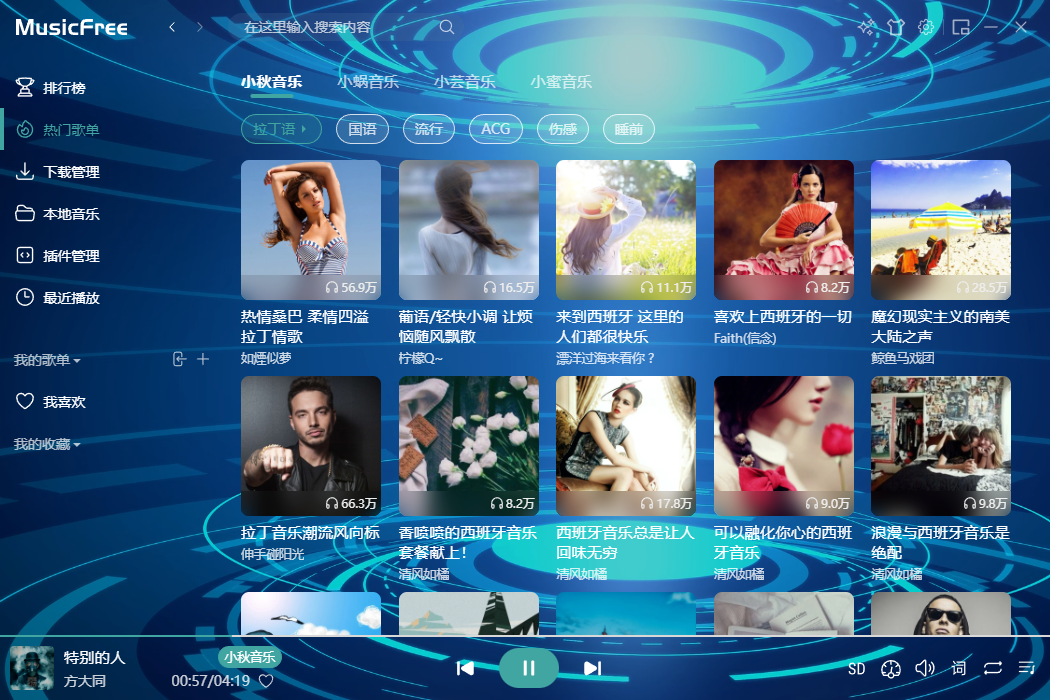 MusicFree
在这里输入搜索内容
小秋音乐 小蜗音乐 小芸音乐 小蜜音乐
排行榜
热门歌单
下载管理
本地音乐
插件管理
最近播放
我的歌单
我喜欢
我的收藏
拉丁语 国语 流行 ACG 伤感 睡前
56.9万 16.5万 11.1万 8.2万 28.5万
热情桑巴 柔情四溢
拉丁情歌
如煙似夢
葡语/轻快小调 让烦
恼随风飘散
柠檬Q~
来到西班牙 这里的
人们都很快乐
漂洋过海来看你？
喜欢上西班牙的一切
Faith(信念)
魔幻现实主义的南美
大陆之声
鲸鱼马戏团
66.3万 8.2万 17.8万 9.0万 9.8万
拉丁音乐潮流风向标
伸手碰阳光
香喷喷的西班牙音乐
套餐献上！
清风如橘
西班牙音乐总是让人
回味无穷
清风如橘
可以融化你心的西班
牙音乐
清风如橘
浪漫与西班牙音乐是
绝配
清风如橘
特别的人
小秋音乐
方大同
00:57/04:19
SD 词